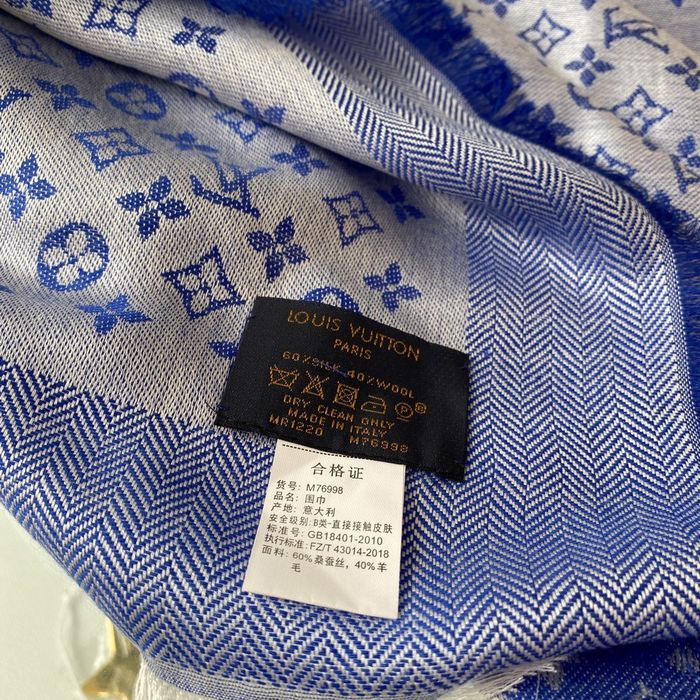 LOUIS VUITTON
PARIS
60%SILK 40%WOOL
DRY CLEAN ONLY
MADE IN ITALY
MR1220 M76998
合格证
货号: M76998
品名: 围巾
产地: 意大利
安全级别: B类-直接接触皮肤
标准号: GB18401-2010
执行标准: FZ/T 43014-2018
面料: 60%桑蚕丝, 40%羊
毛